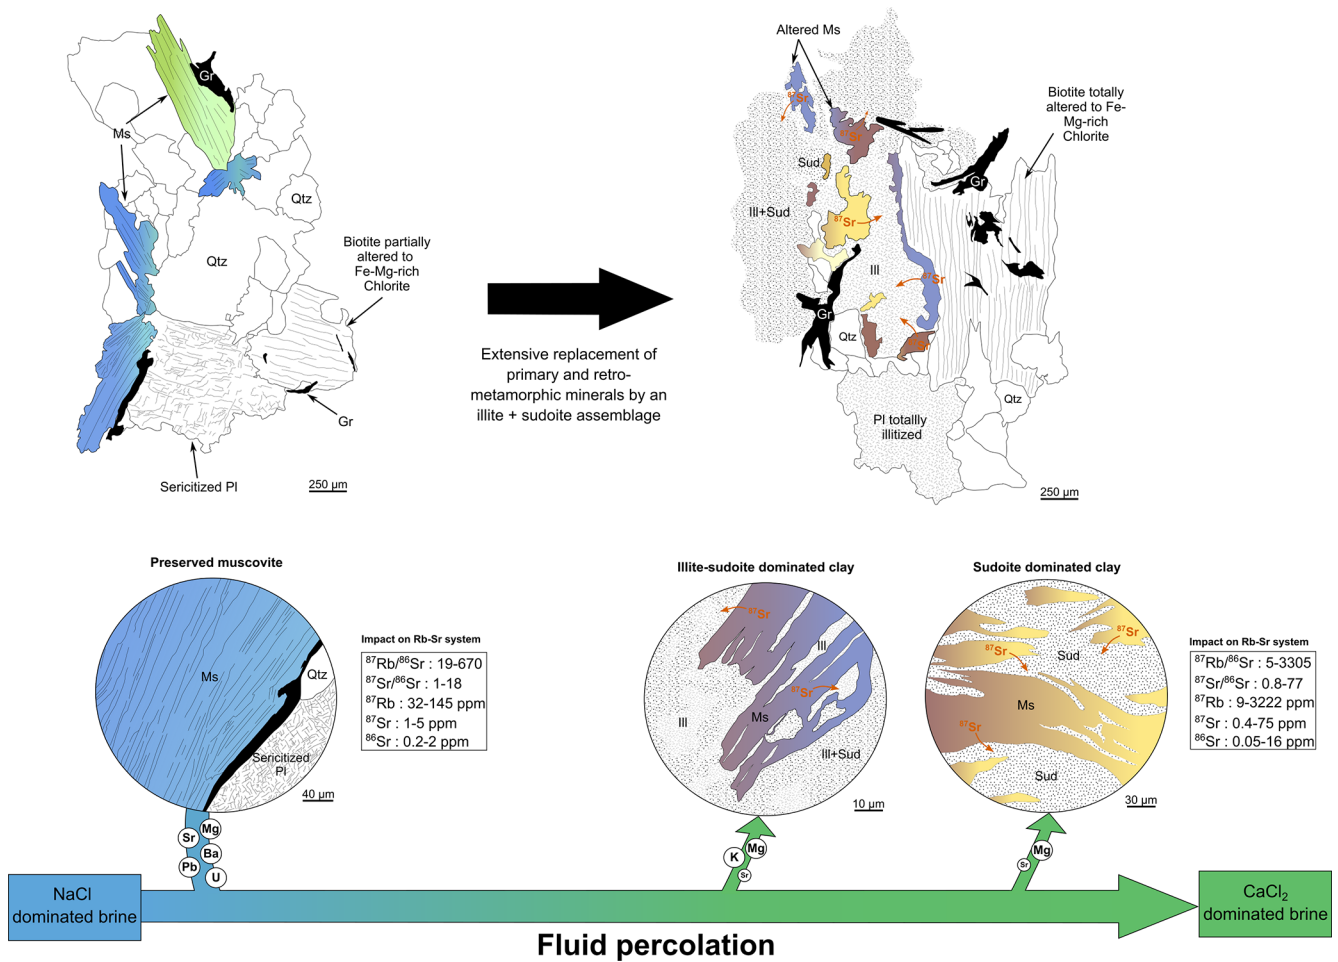 Gr
Ms
Qtz
Qtz
Biotite partially
altered to
Fe-Mg-rich
Chlorite
Gr
Sericitized Pl
250 µm
Extensive replacement of
primary and retro-
metamorphic minerals by an
illite + sudoite assemblage
Altered Ms
⁸⁷Sr
⁸⁷Sr
Biotite totally
altered to Fe-
Mg-rich
Chlorite
Sud
Gr
Ill+Sud
⁸⁷Sr
Ill
⁸⁷Sr
Gr
Qtz
⁸⁷Sr
Qtz
Pl totallly
illitized
250 µm
Preserved muscovite
Ms
Qtz
Sericitized
Pl
40 µm
Impact on Rb-Sr system
⁸⁷Rb/⁸⁶Sr : 19-670
⁸⁷Sr/⁸⁶Sr : 1-18
⁸⁷Rb : 32-145 ppm
⁸⁷Sr : 1-5 ppm
⁸⁶Sr : 0.2-2 ppm
Illite-sudoite dominated clay
⁸⁷Sr
Ill
⁸⁷Sr
Ill
Ms
Ill+Sud
10 µm
Sudoite dominated clay
⁸⁷Sr
⁸⁷Sr
Sud
Ms
⁸⁷Sr
Sud
30 µm
Impact on Rb-Sr system
⁸⁷Rb/⁸⁶Sr : 5-3305
⁸⁷Sr/⁸⁶Sr : 0.8-77
⁸⁷Rb : 9-3222 ppm
⁸⁷Sr : 0.4-75 ppm
⁸⁶Sr : 0.05-16 ppm
Sr
Mg
Ba
Pb
U
K
Mg
Sr
Mg
Sr
NaCl
dominated brine
CaCl₂
dominated brine
Fluid percolation